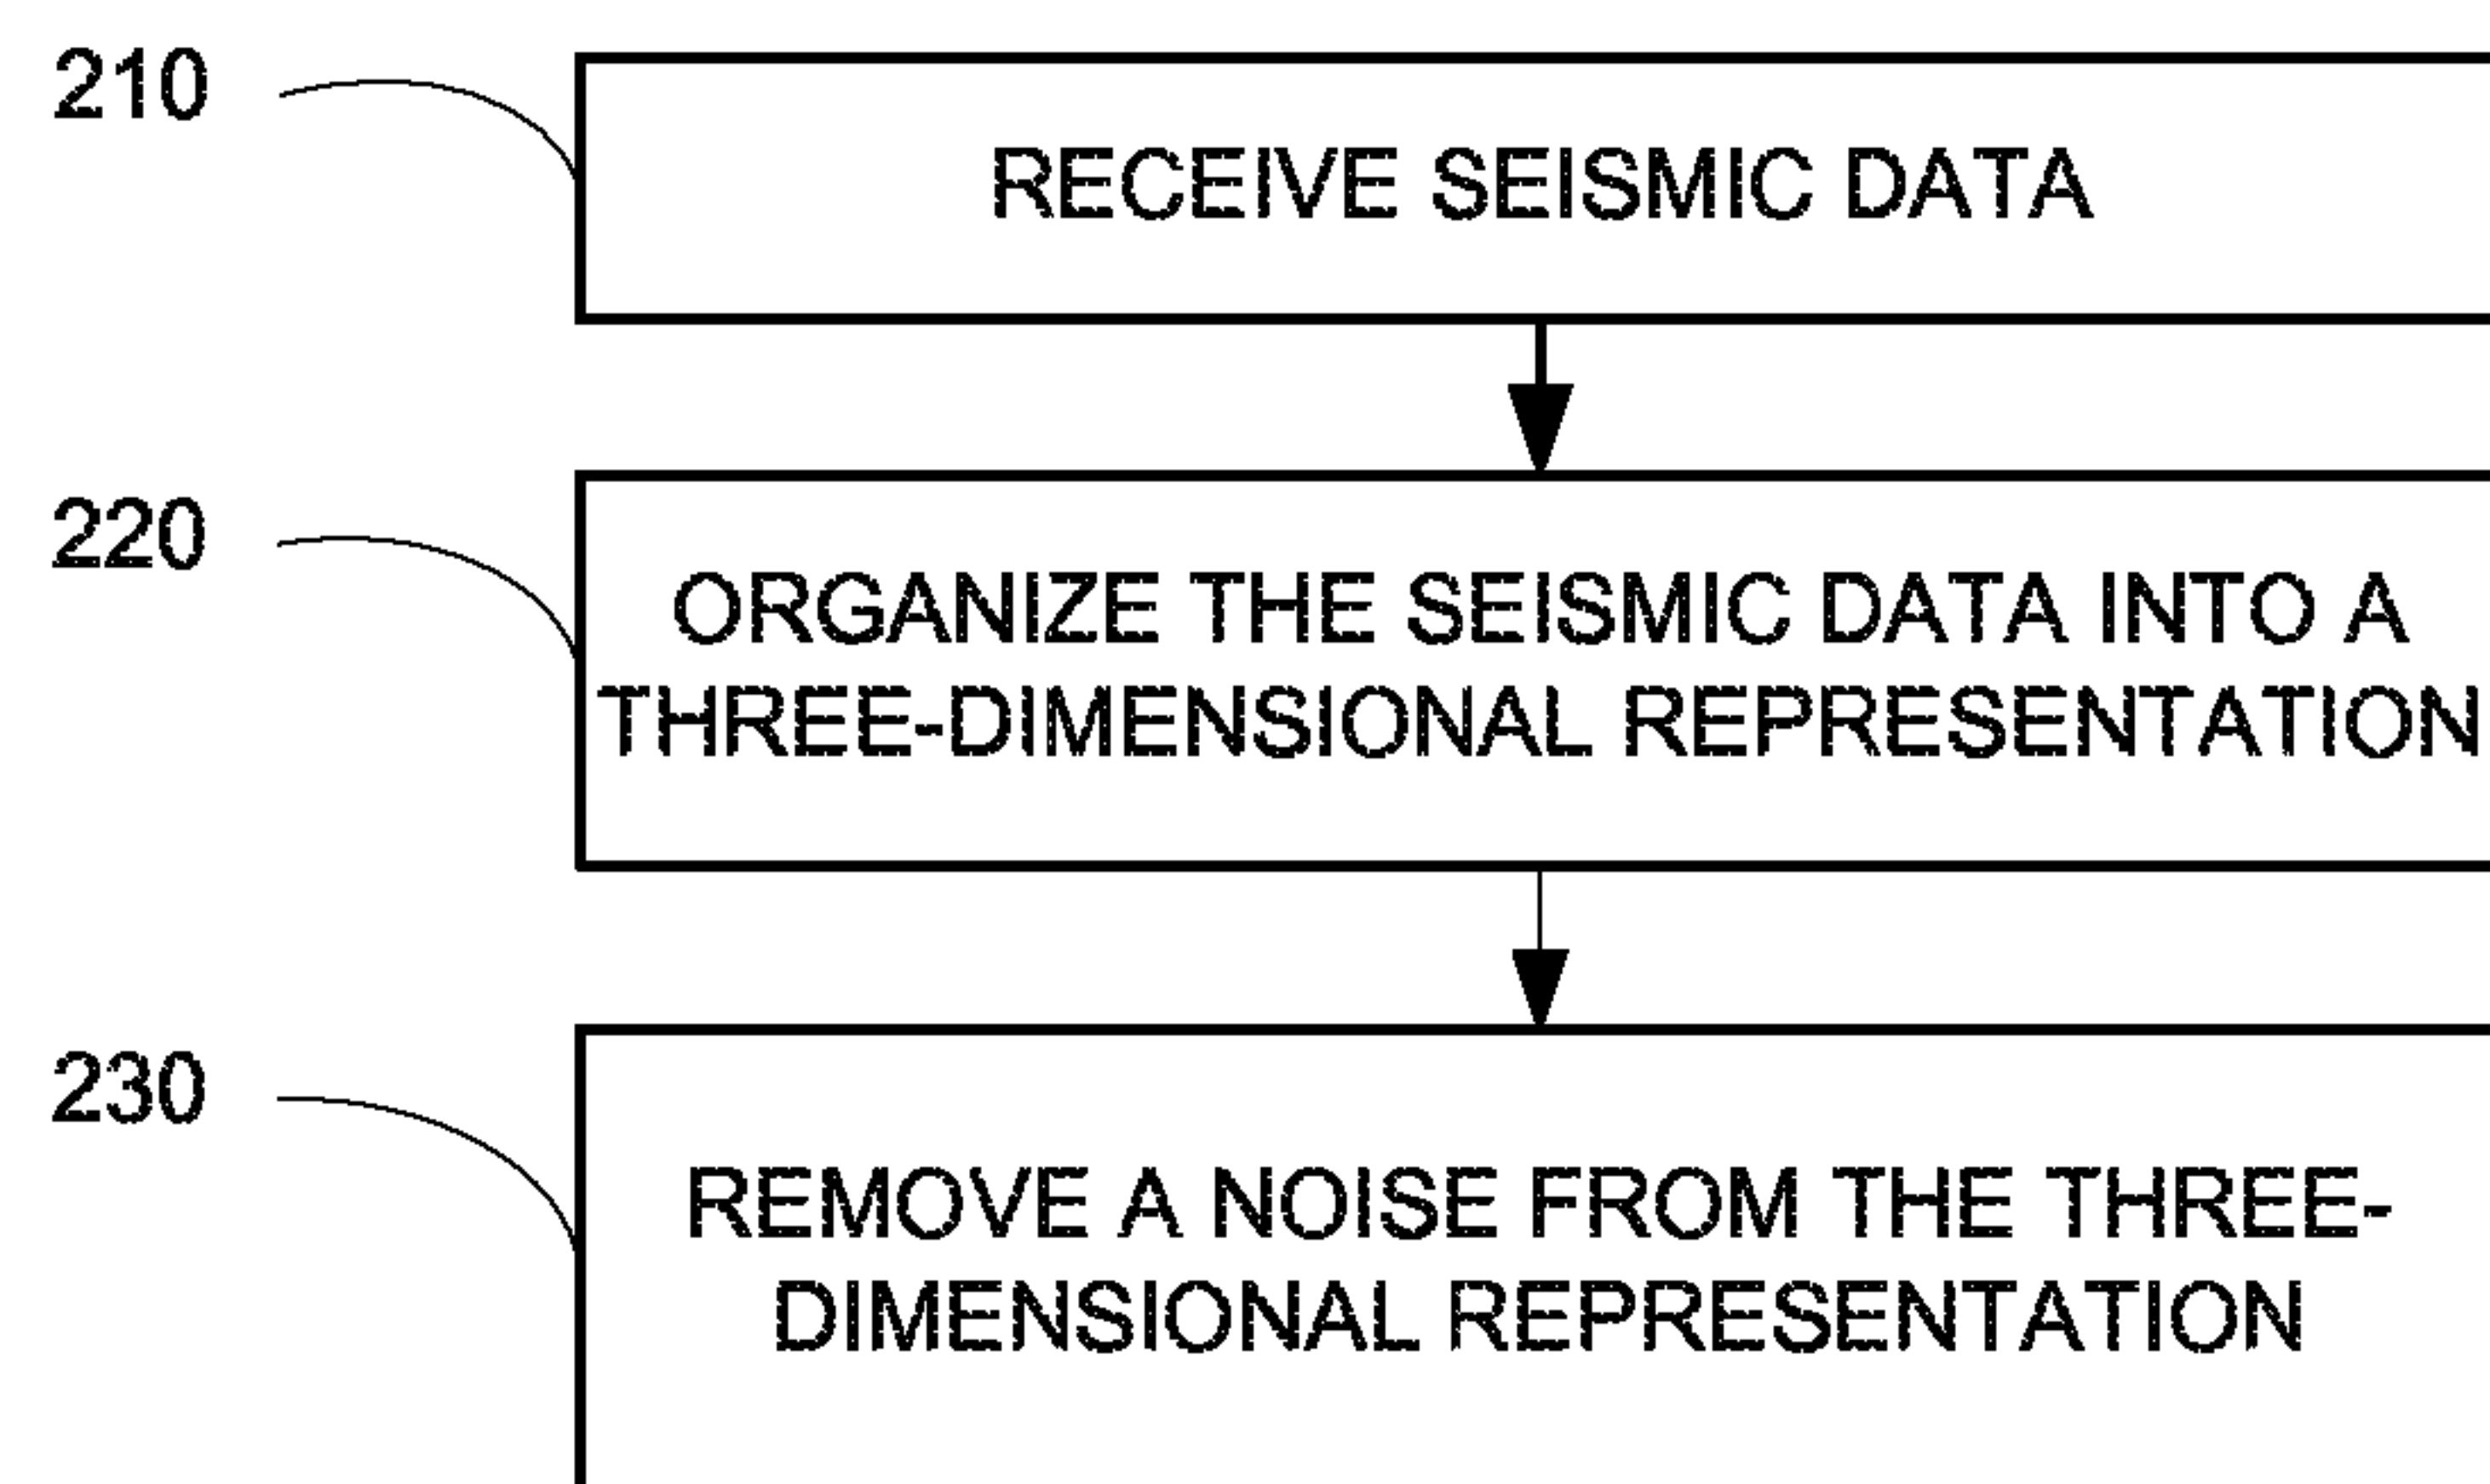 210
RECEIVE SEISMIC DATA
220
ORGANIZE THE SEISMIC DATA INTO A
THREE-DIMENSIONAL REPRESENTATION
230
REMOVE A NOISE FROM THE THREE-
DIMENSIONAL REPRESENTATION